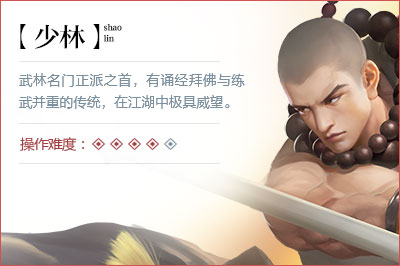 【少林】shao
lin
武林名门正派之首，有诵经拜佛与练
武并重的传统，在江湖中极具威望。
操作难度：